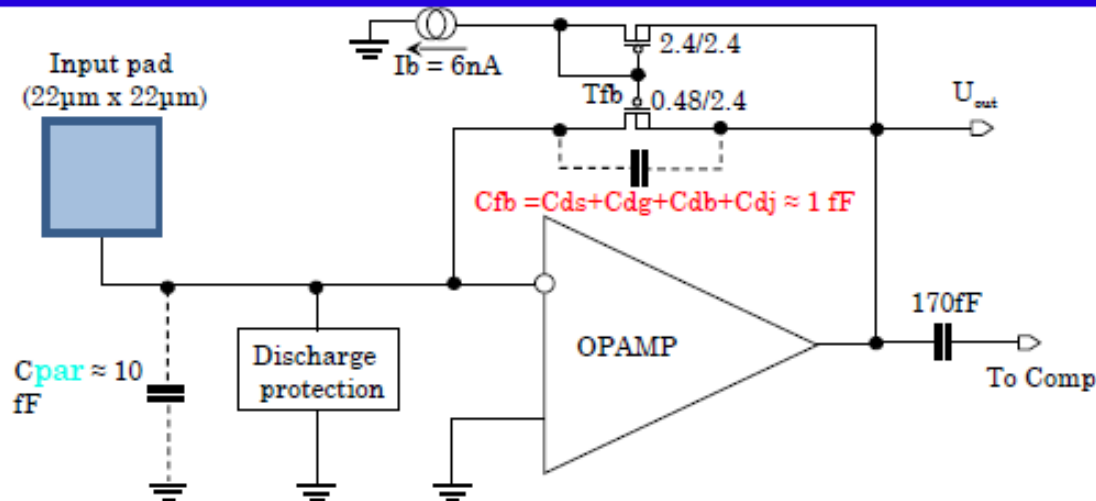 Input pad
(22µm x 22µm)
Ib = 6nA
2.4/2.4
Tfb
0.48/2.4
U_out
Cfb =Cds+Cdg+Cdb+Cdj ≈ 1 fF
OPAMP
170fF
To Comp
Discharge
protection
Cpar ≈ 10
fF